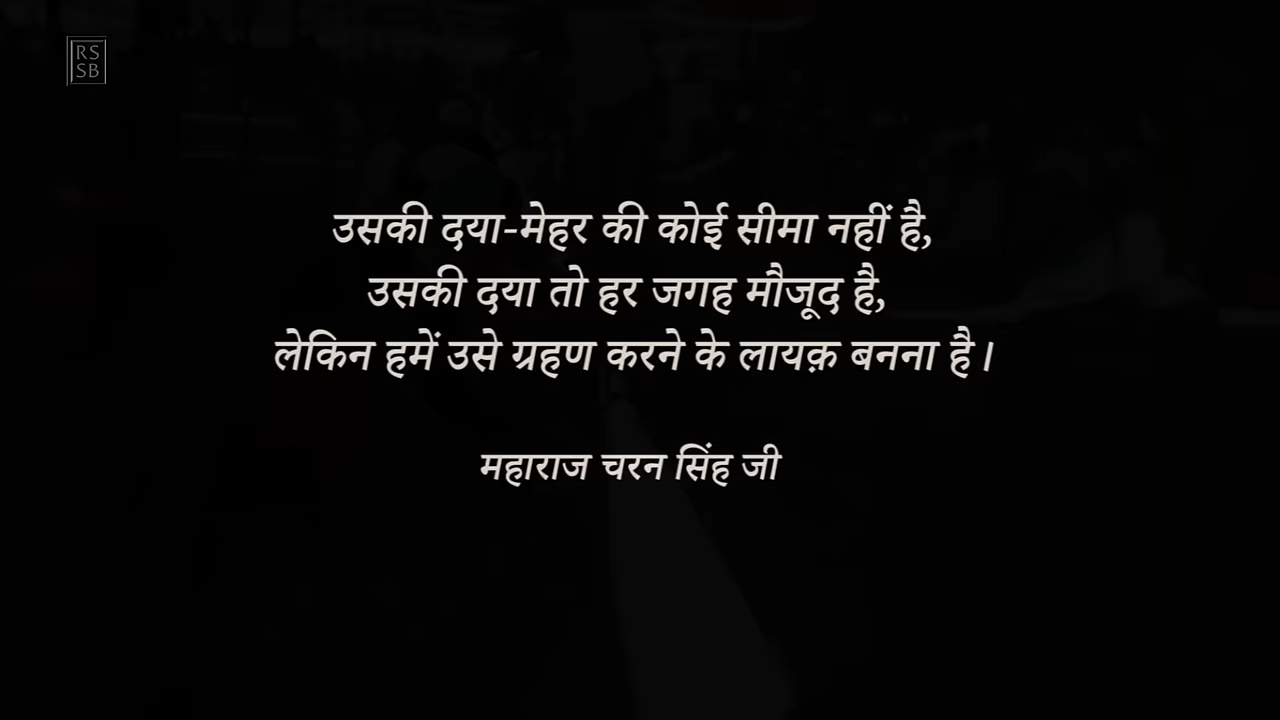 RS
SB
उसकी दया-मेहर की कोई सीमा नहीं है,
उसकी दया तो हर जगह मौजूद है,
लेकिन हमें उसे ग्रहण करने के लायक़ बनना है।
महाराज चरन सिंह जी